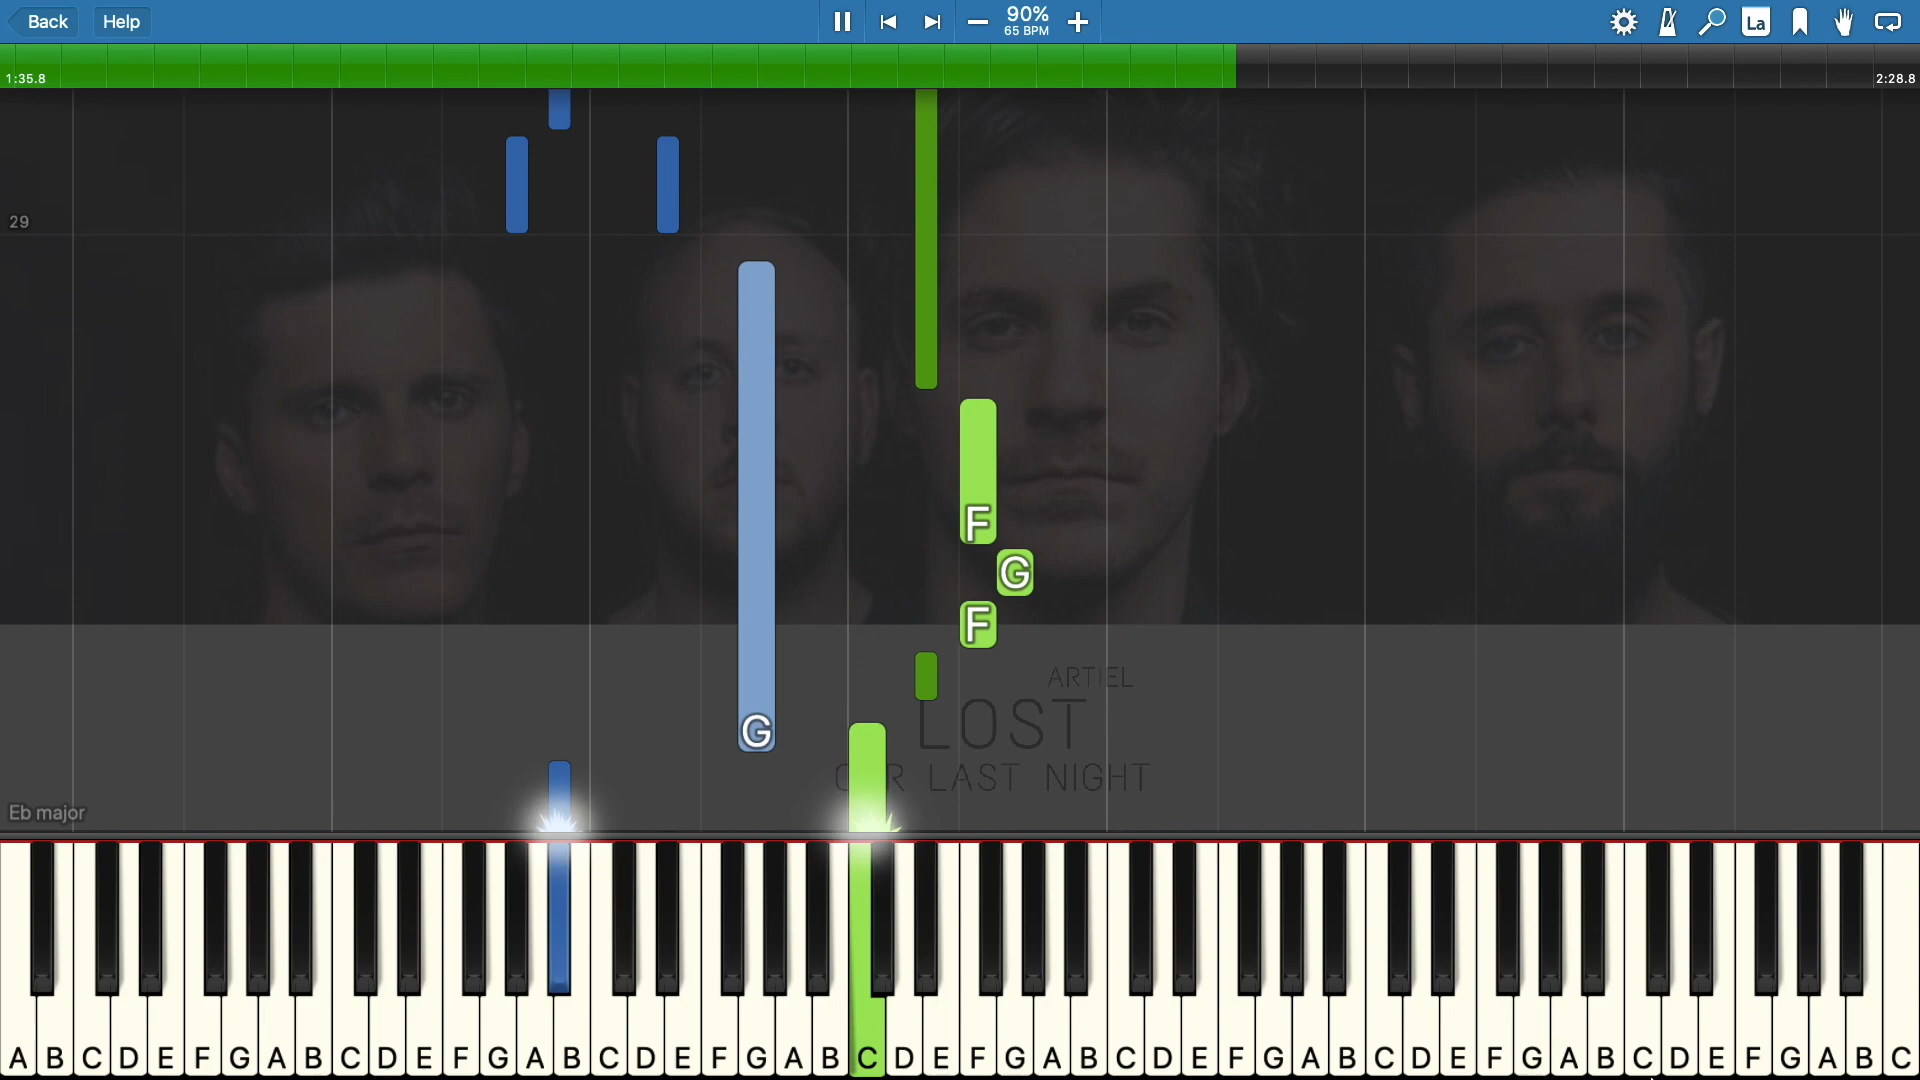 Back Help 90% La
65 BPM
1:35.8 2:28.8
29
F
G
F
ARTIEL
LOST
G
OUR LAST NIGHT
Eb major
A B C D E F G A B C D E F G A B C D E F G A B C D E F G A B C D E F G A B C D E F G A B C D E F G A B C